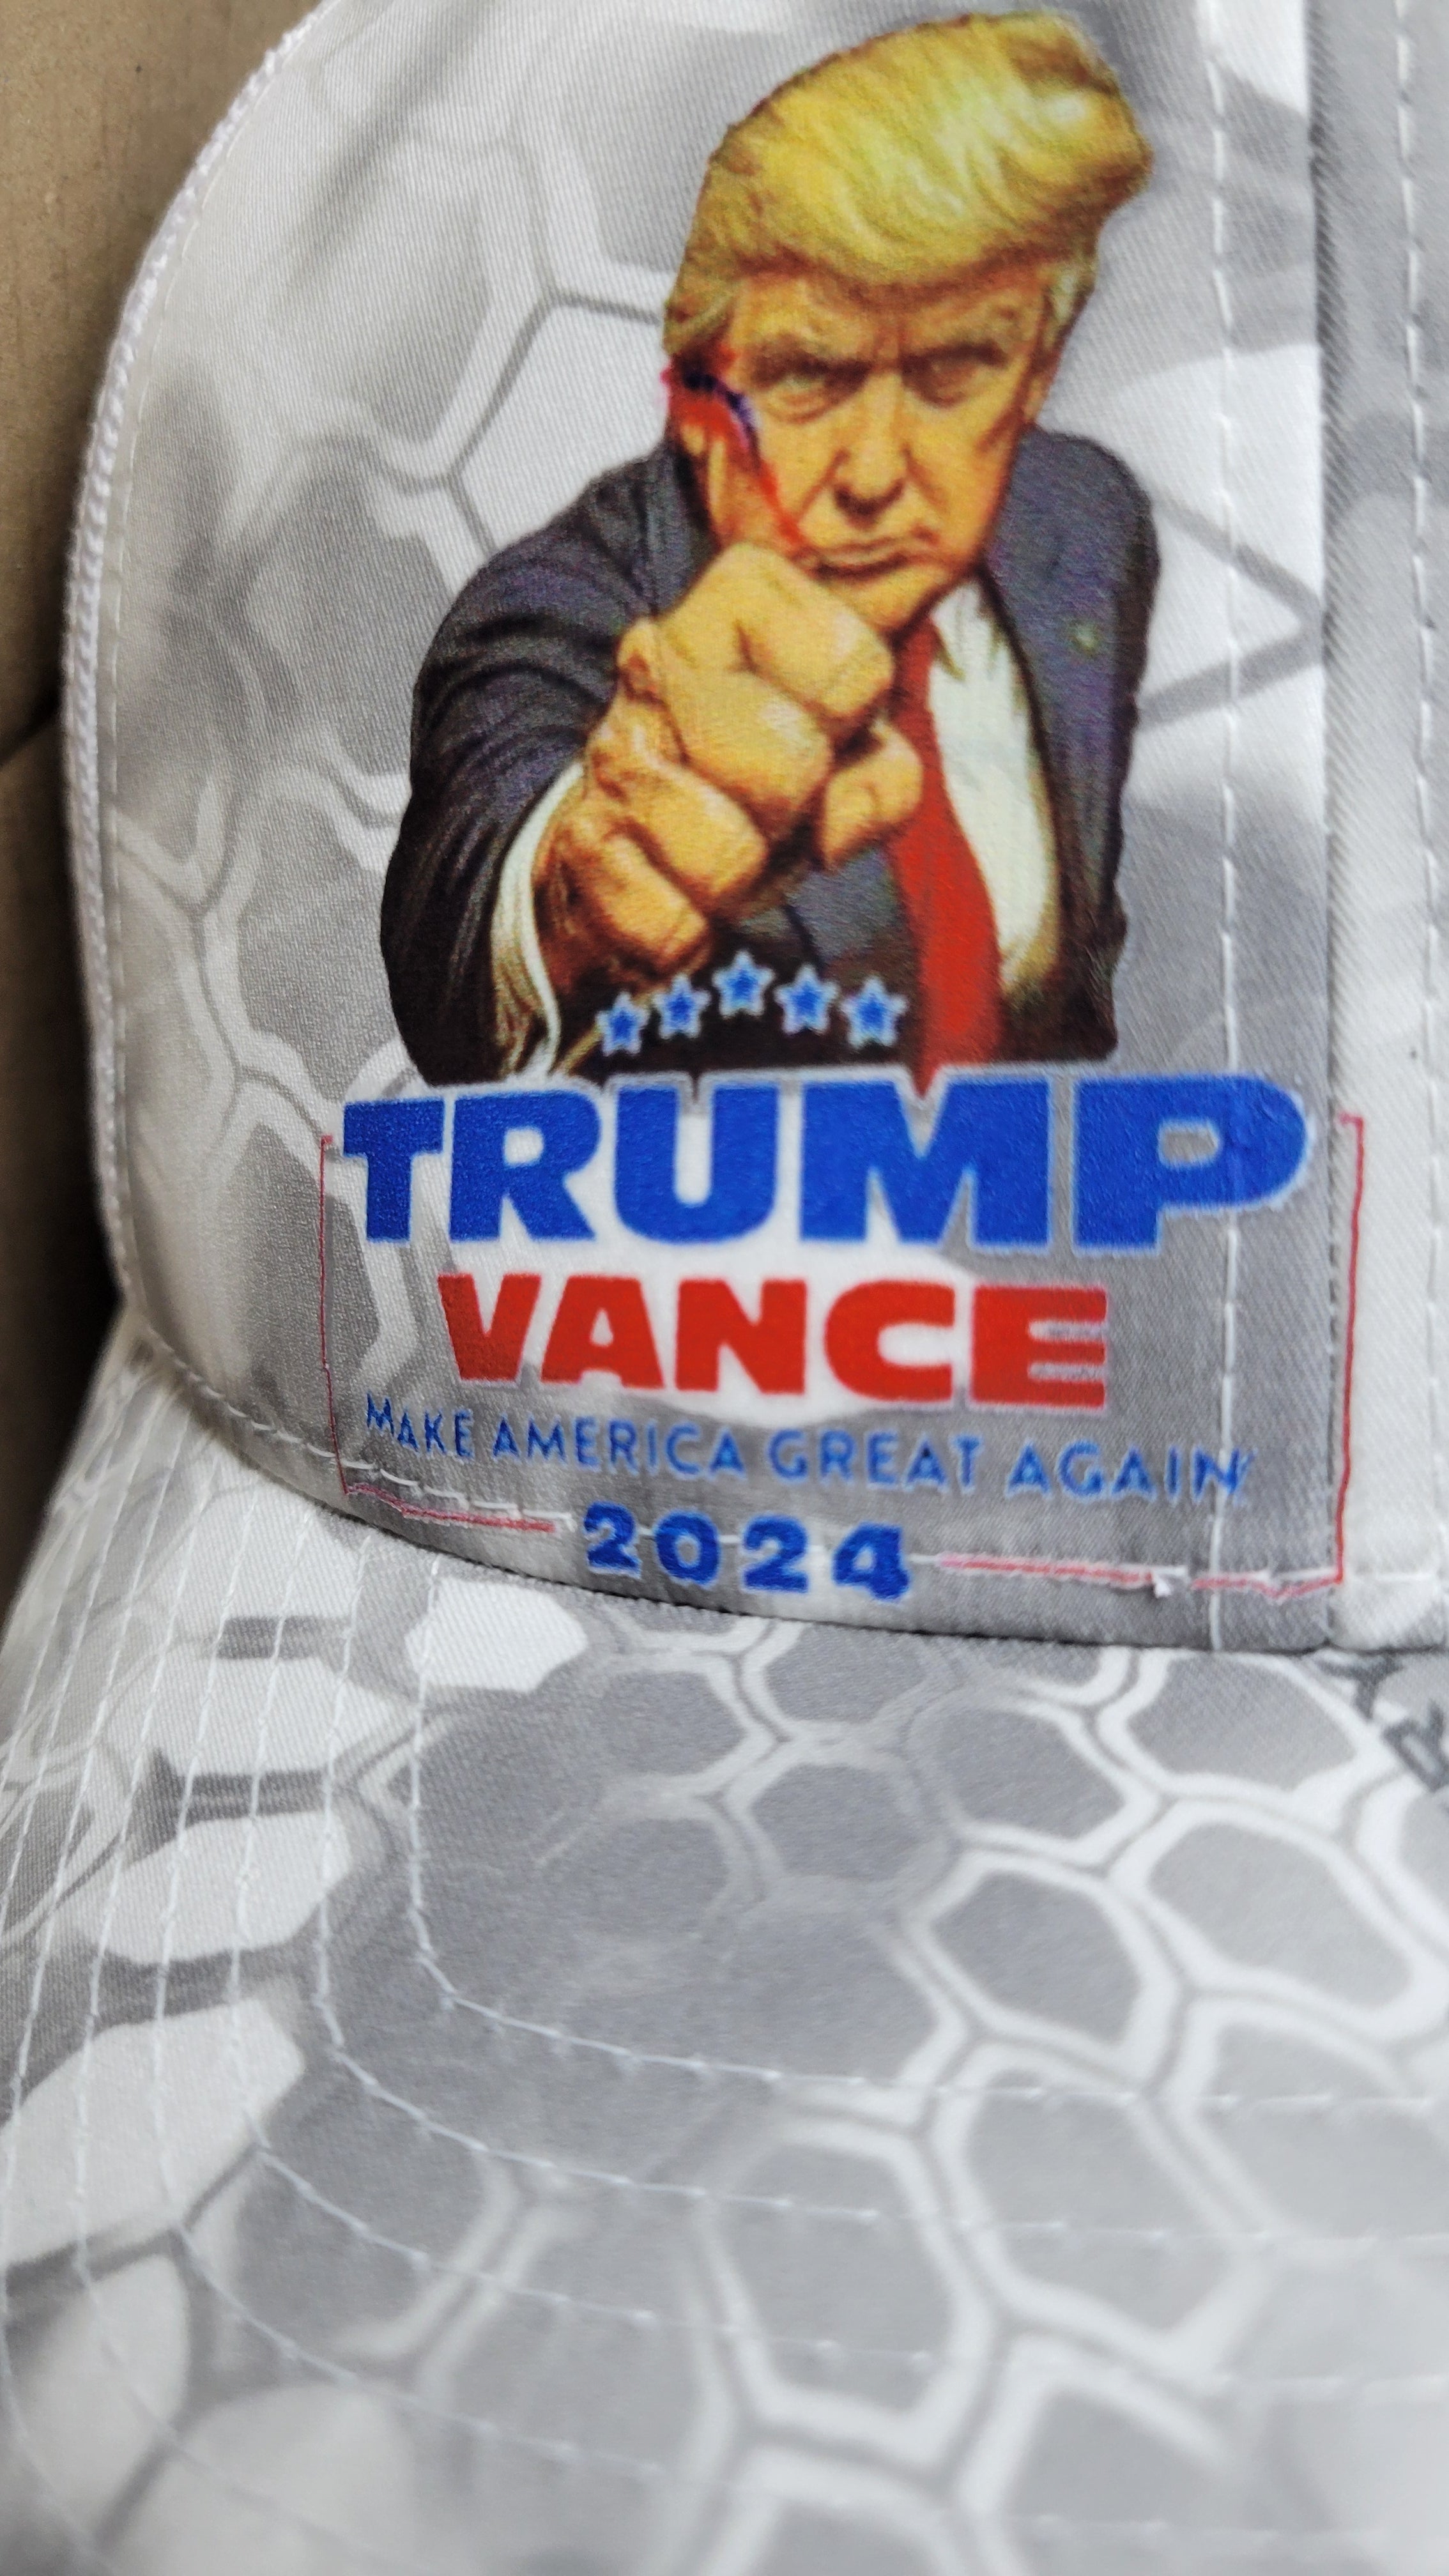 TRUMP
VANCE
MAKE AMERICA GREAT AGAIN!
2024